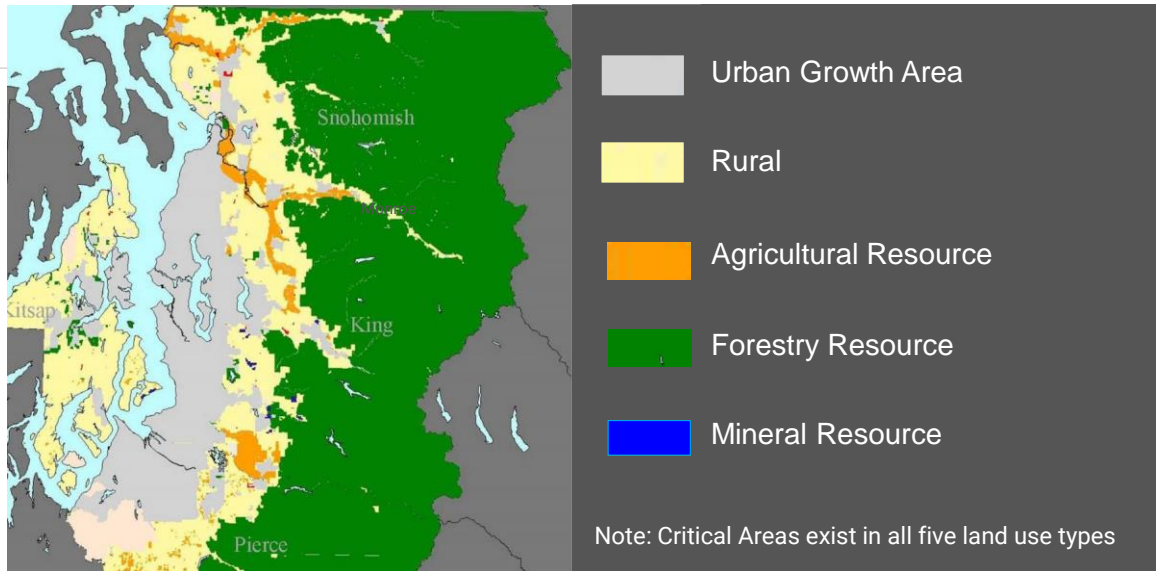 Snohomish
Kitsap
King
Pierce
Urban Growth Area
Rural
Agricultural Resource
Forestry Resource
Mineral Resource
Note: Critical Areas exist in all five land use types